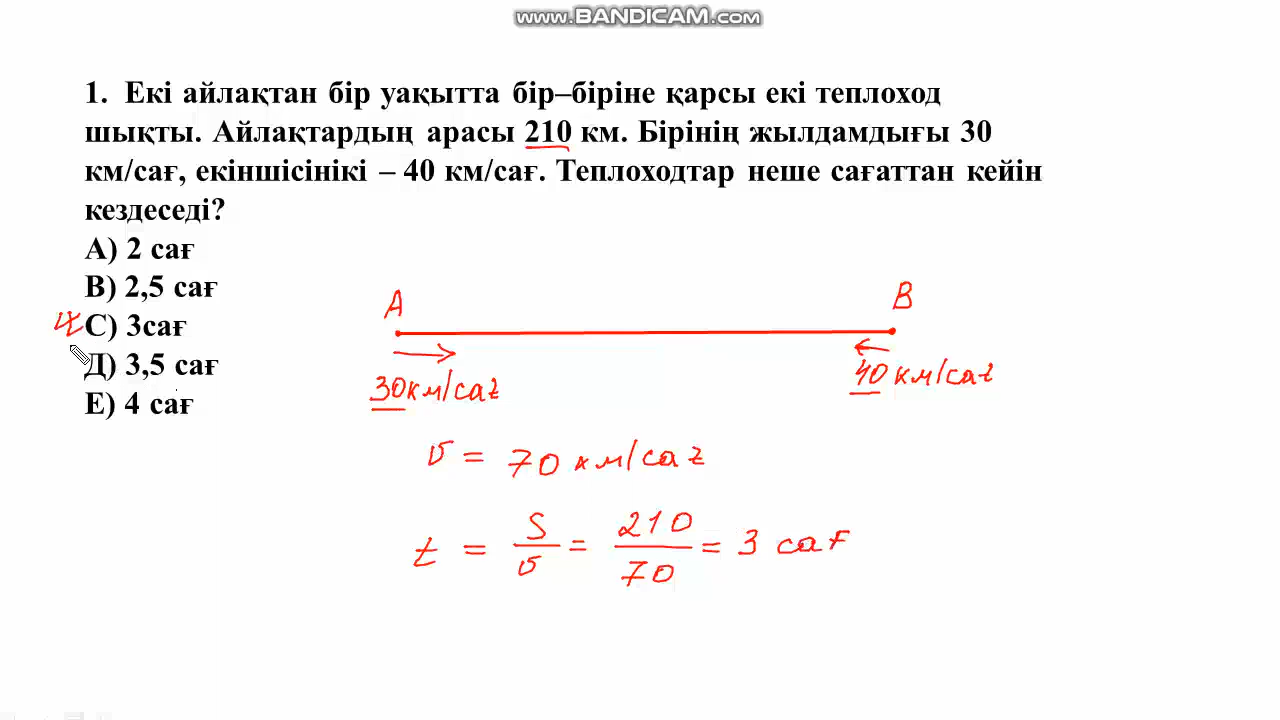 WWW.BANDICAM.COM
1. Екі айлақтан бір уақытта бір–біріне қарсы екі теплоход
шықты. Айлақтардың арасы 210 км. Бірінің жылдамдығы 30
км/сағ, екіншісінікі – 40 км/сағ. Теплоходтар неше сағаттан кейін
кездеседі?
А) 2 сағ
В) 2,5 сағ
С) 3сағ
Д) 3,5 сағ
Е) 4 сағ
А В
30км/сағ 40км/сағ
υ = 70км/сағ
t = S/υ = 210/70 = 3 сағ